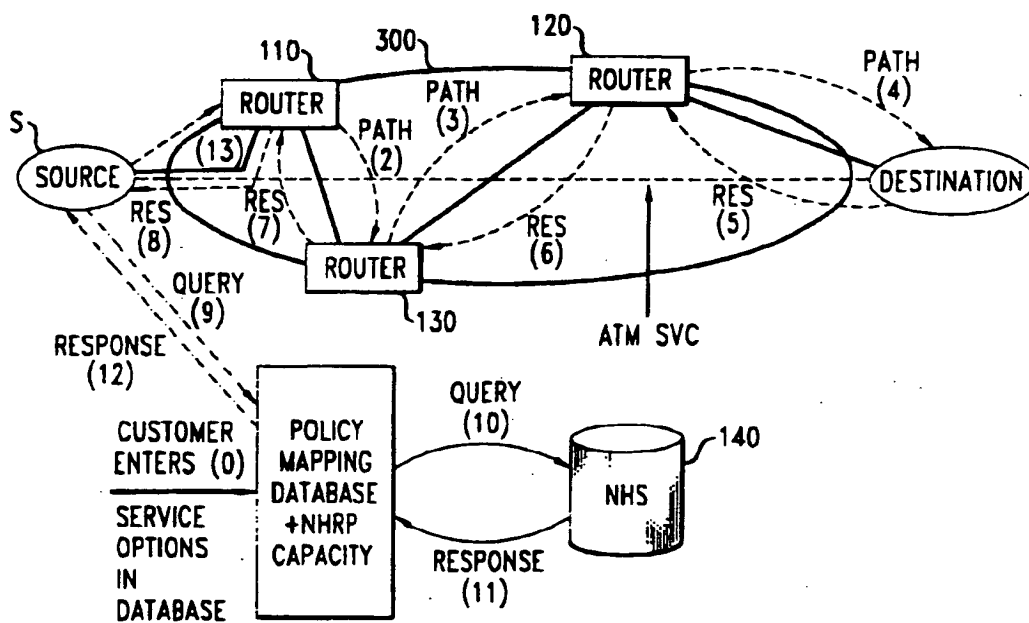 110
300
120
ROUTER
ROUTER
PATH
(2)
PATH
(3)
PATH
(4)
S
SOURCE
(13)
DESTINATION
RES
(8)
RES
(7)
RES
(6)
RES
(5)
ROUTER
130
ATM SVC
QUERY
(9)
RESPONSE
(12)
CUSTOMER
ENTERS (0)
SERVICE
OPTIONS
IN
DATABASE
POLICY
MAPPING
DATABASE
+NHRP
CAPACITY
QUERY
(10)
RESPONSE
(11)
140
NHS